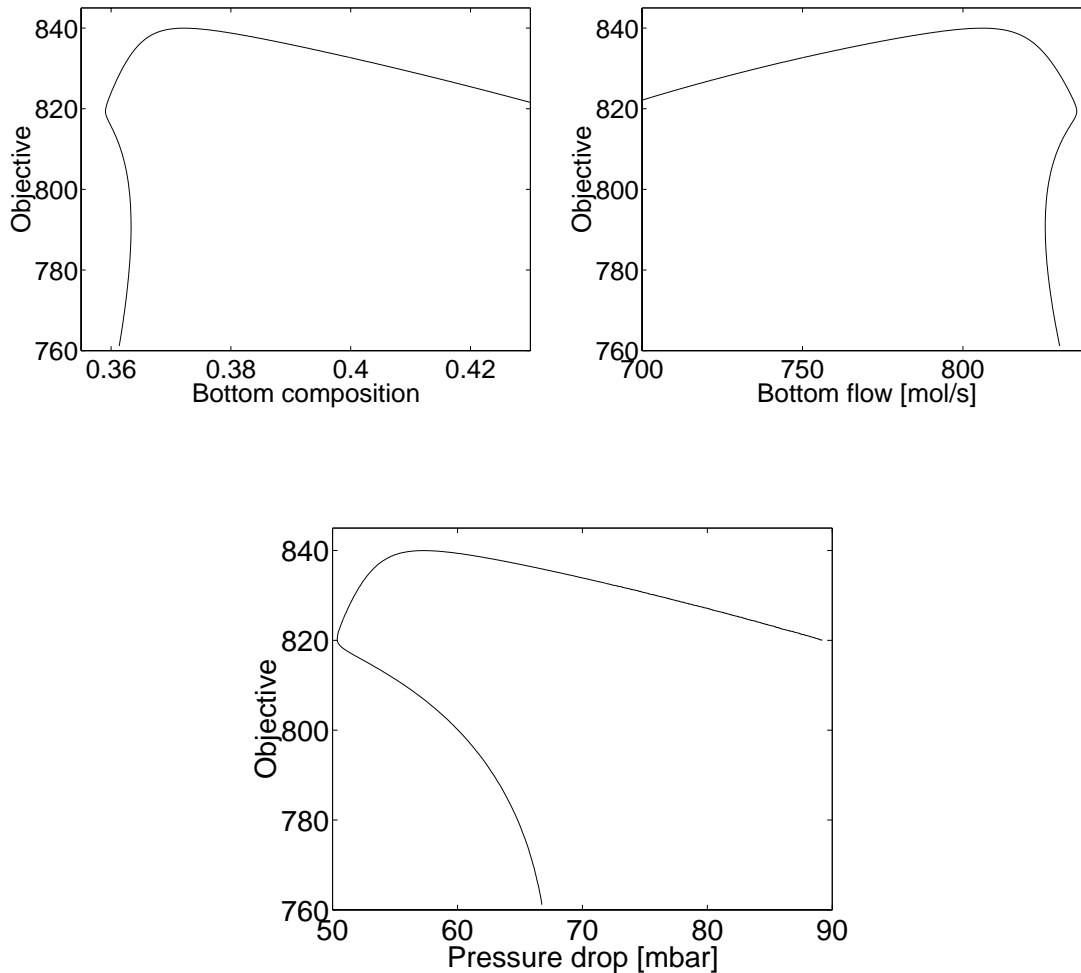 840
820
800
780
760
Objective
0.36 0.38 0.4 0.42
Bottom composition
840
820
800
780
760
Objective
700 750 800
Bottom flow [mol/s]
840
820
800
780
760
Objective
50 60 70 80 90
Pressure drop [mbar]